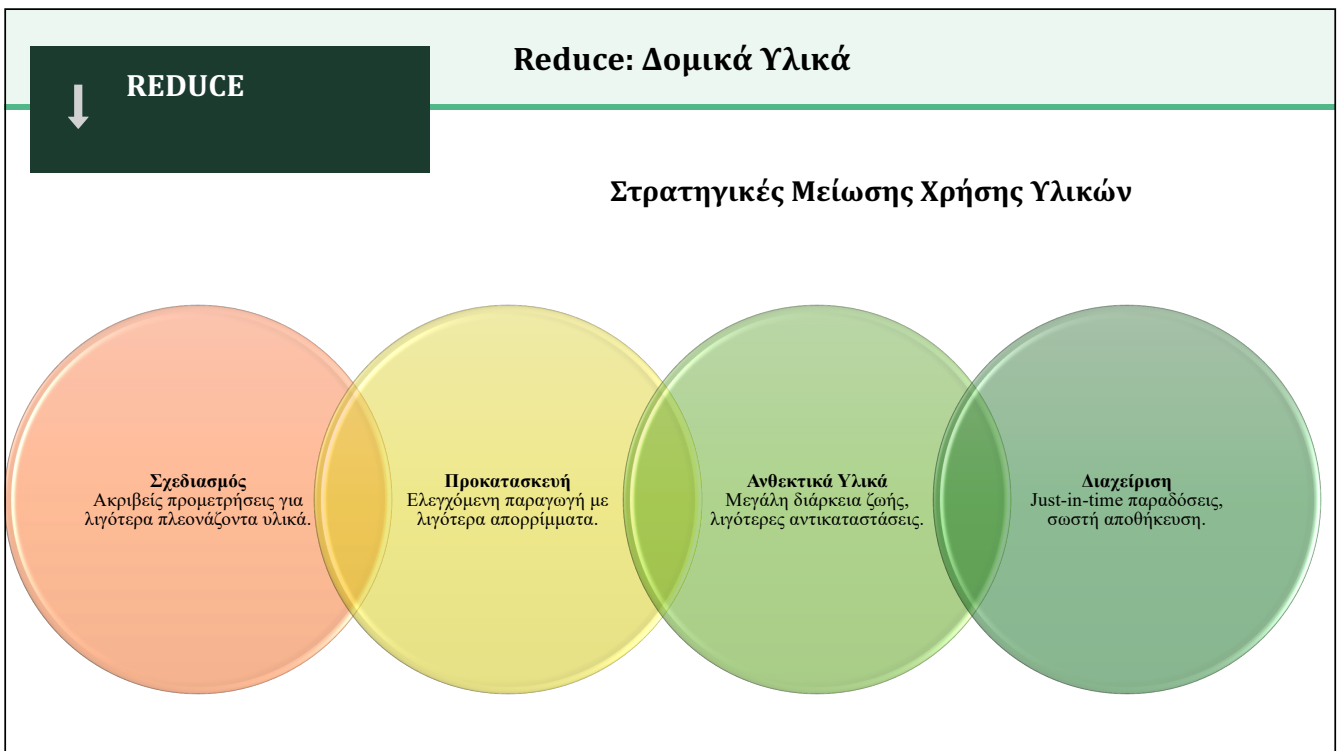 REDUCE
Reduce: Δομικά Υλικά
Στρατηγικές Μείωσης Χρήσης Υλικών
Σχεδιασμός
Ακριβείς προμετρήσεις για
λιγότερα πλεονάζοντα υλικά.
Προκατασκευή
Ελεγχόμενη παραγωγή με
λιγότερα απορρίμματα.
Ανθεκτικά Υλικά
Μεγάλη διάρκεια ζωής,
λιγότερες αντικαταστάσεις.
Διαχείριση
Just-in-time παραδόσεις,
σωστή αποθήκευση.